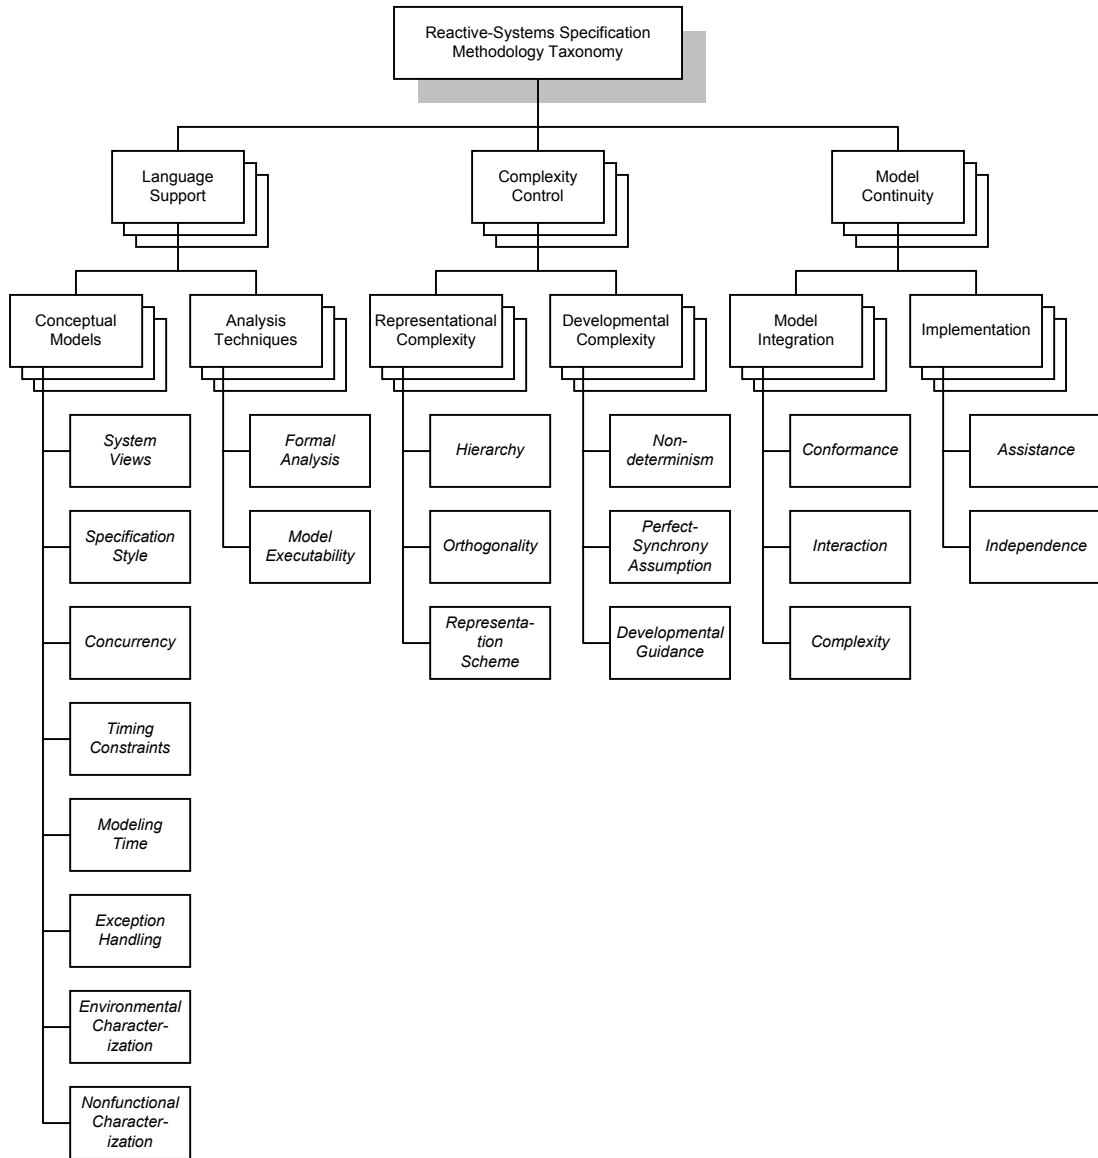 Reactive-Systems Specification
Methodology Taxonomy
Language
Support
Complexity
Control
Model
Continuity
Conceptual
Models
Analysis
Techniques
Representational
Complexity
Developmental
Complexity
Model
Integration
Implementation
System
Views
Formal
Analysis
Hierarchy
Non-
determinism
Conformance
Assistance
Specification
Style
Model
Executability
Orthogonality
Perfect-
Synchrony
Assumption
Interaction
Independence
Concurrency
Representa-
tion
Scheme
Developmental
Guidance
Complexity
Timing
Constraints
Modeling
Time
Exception
Handling
Environmental
Character-
ization
Nonfunctional
Character-
ization